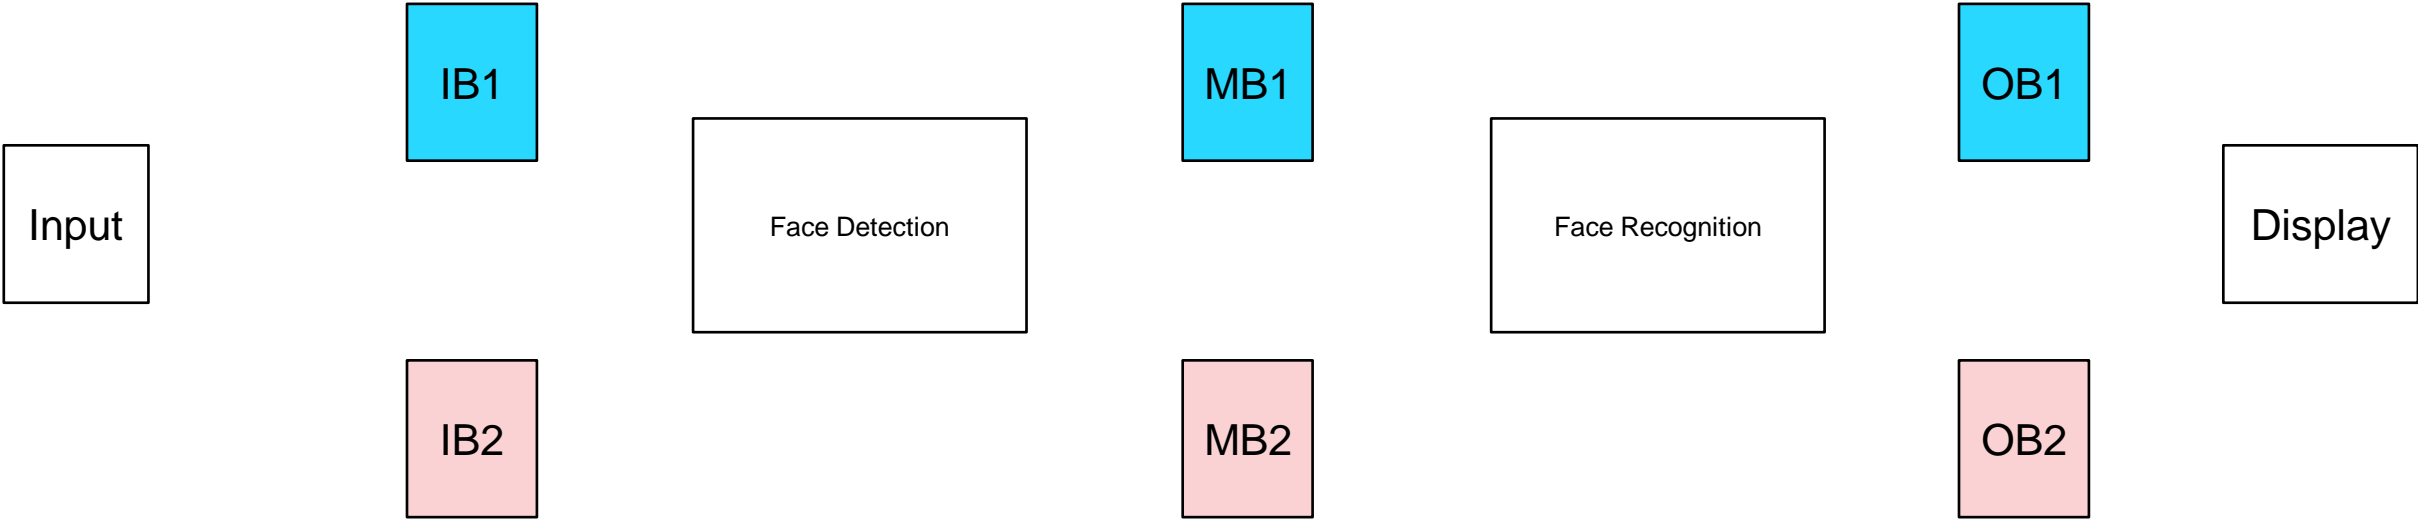 IB1
MB1
OB1
Input
Face Detection
Face Recognition
Display
IB2
MB2
OB2